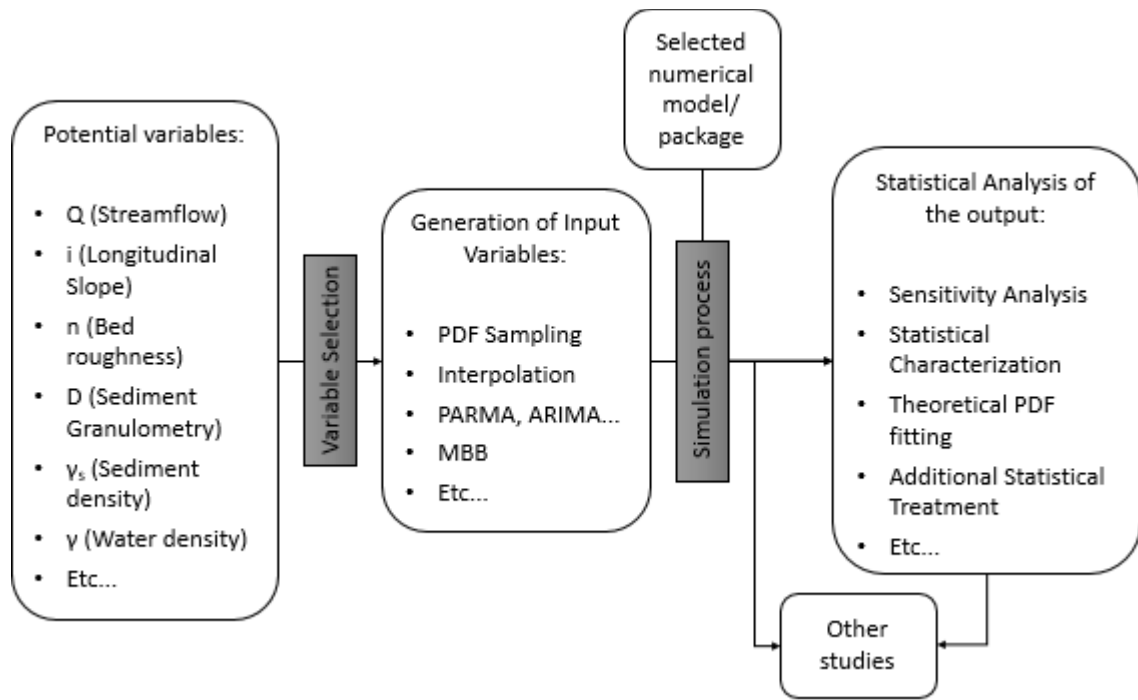 Potential variables:
• Q (Streamflow)
• i (Longitudinal
Slope)
• n (Bed
roughness)
• D (Sediment
Granulometry)
• γs (Sediment
density)
• γ (Water density)
• Etc...
Variable Selection
Generation of Input
Variables:
• PDF Sampling
• Interpolation
• PARMA, ARIMA...
• MBB
• Etc...
Selected
numerical
model/
package
Simulation process
Statistical Analysis of
the output:
• Sensitivity Analysis
• Statistical
Characterization
• Theoretical PDF
fitting
• Additional Statistical
Treatment
• Etc...
Other
studies